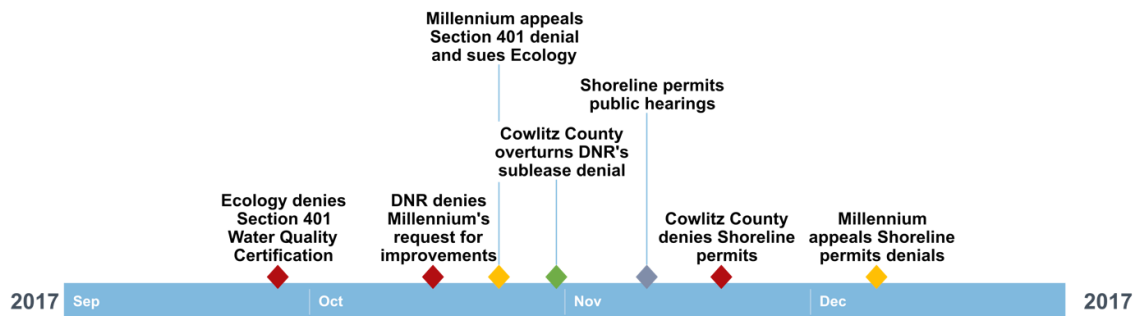 Millennium appeals
Section 401 denial
and sues Ecology
Shoreline permits
public hearings
Cowlitz County
overturns DNR's
sublease denial
Ecology denies
Section 401
Water Quality
Certification
DNR denies
Millennium's
request for
improvements
Cowlitz County
denies Shoreline
permits
Millennium
appeals Shoreline
permits denials
2017
Sep
Oct
Nov
Dec
2017